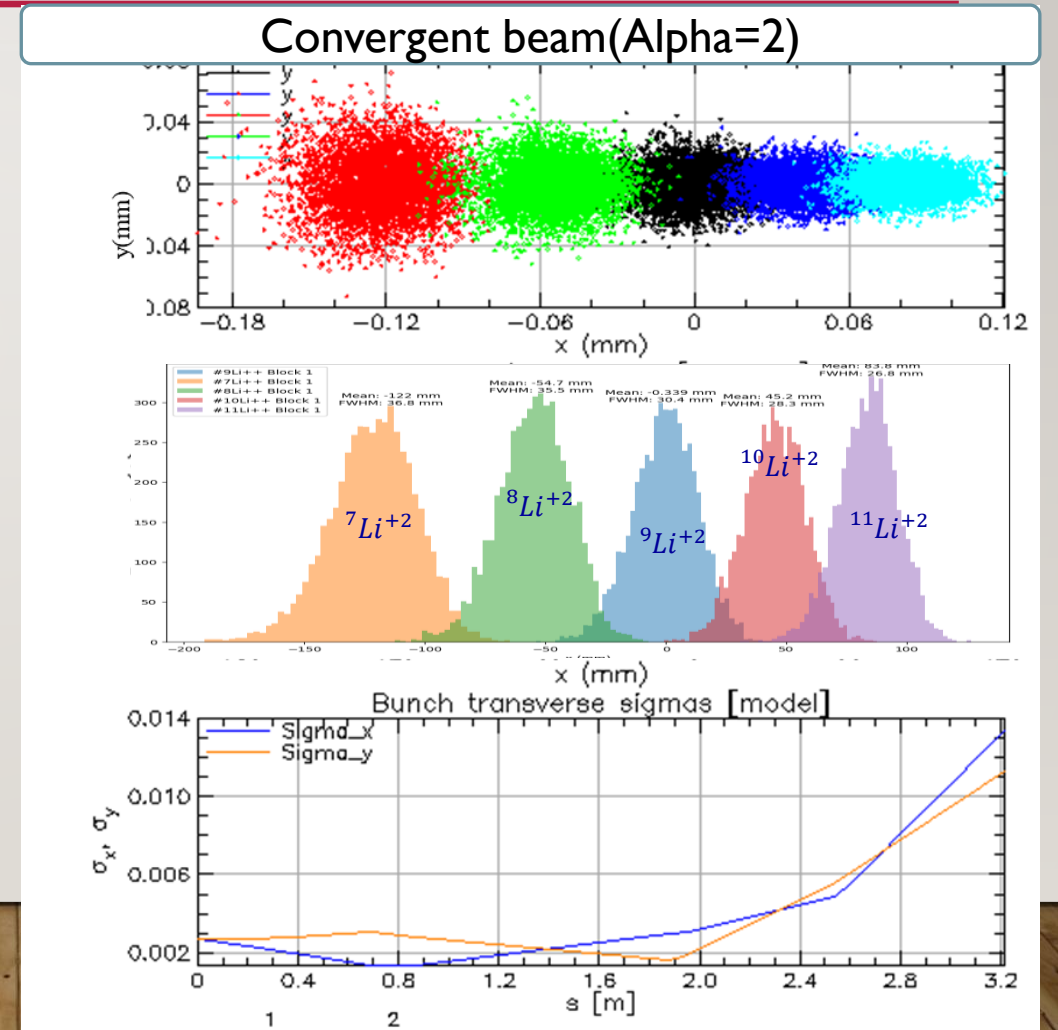 Convergent beam(Alpha=2)
y
y
y
0.04
0
0.04
0.08
y(mm)
−0.18 −0.12 −0.06 0 0.06 0.12
x (mm)
#9Li++ Block 1
#7Li++ Block 1
#8Li++ Block 1
#10Li++ Block 1
#11Li++ Block 1
Mean: -122 mm
FWHM: 36.8 mm
Mean: -54.7 mm
FWHM: 35.5 mm
Mean: -0.339 mm
FWHM: 30.4 mm
Mean: 45.2 mm
FWHM: 28.3 mm
Mean: 83.8 mm
FWHM: 26.8 mm
300
250
200
150
100
50
0
⁷Li⁺²
⁸Li⁺²
⁹Li⁺²
¹⁰Li⁺²
¹¹Li⁺²
−200 −150 −100 −50 0 50 100
x (mm)
Bunch transverse sigmas [model]
Sigma_x
Sigma_y
0.014
0.010
0.006
0.002
σx, σy
0 0.4 0.8 1.2 1.6 2.0 2.4 2.8 3.2
s [m]
1 2